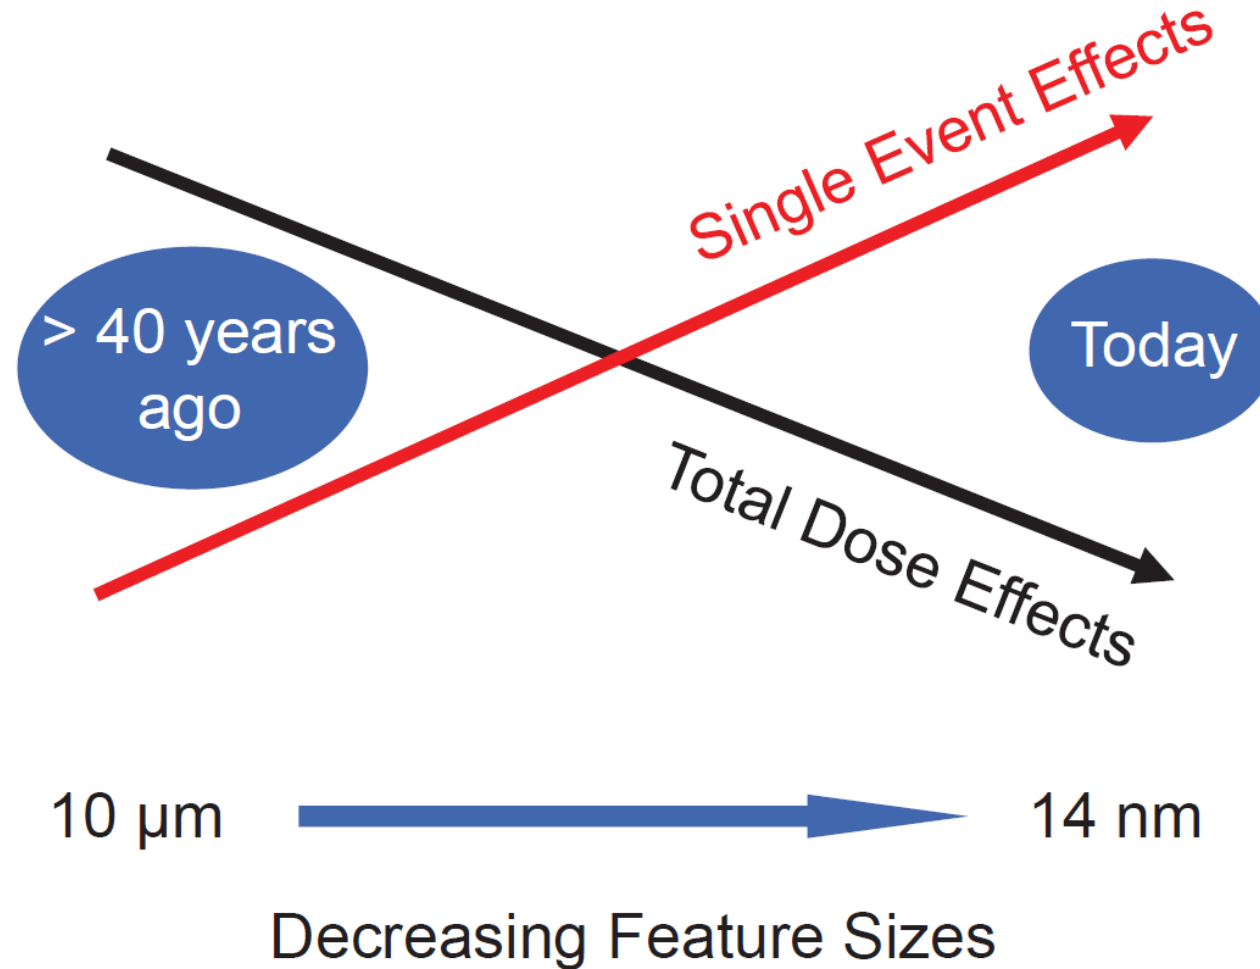 Single Event Effects
> 40 years
ago
Today
Total Dose Effects
10 µm
14 nm
Decreasing Feature Sizes